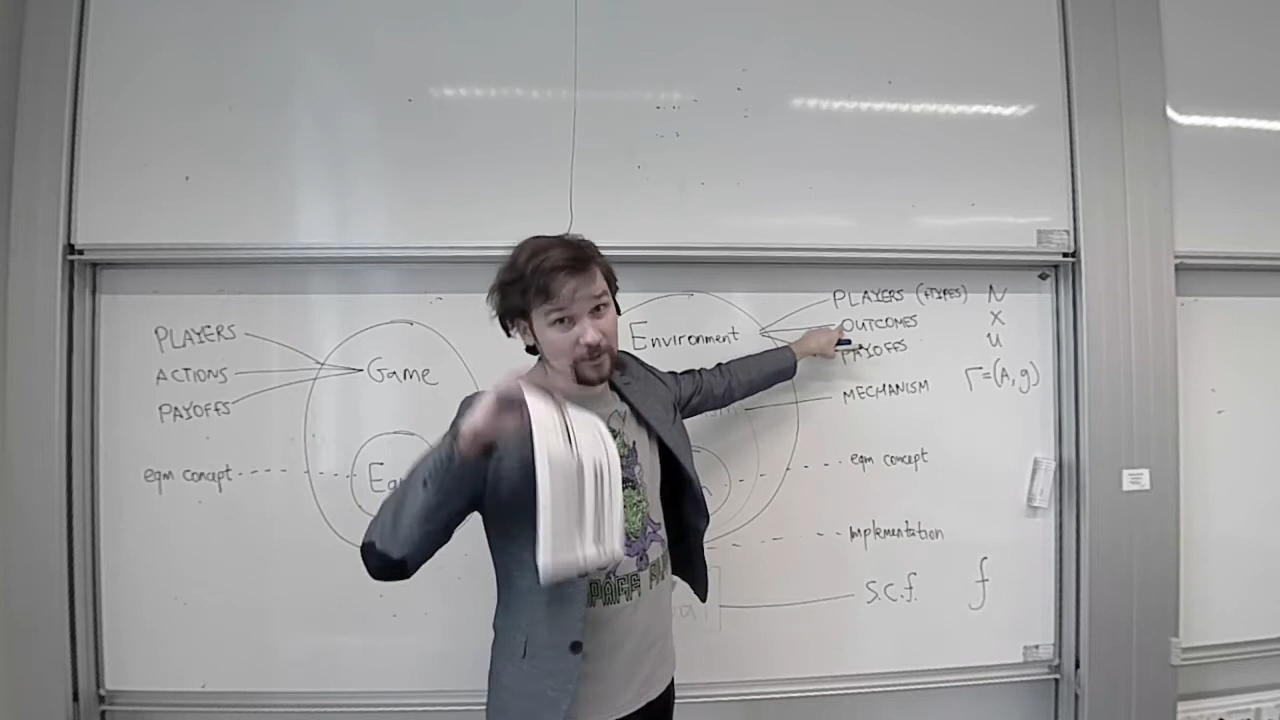 PLAYERS
ACTIONS
PAYOFFS
eqm concept
Game
Environment
PLAYERS (+TYPES) N
OUTCOMES X
PAYOFFS u
MECHANISM Γ=(A,g)
eqm concept
Implementation
s.c.f. f